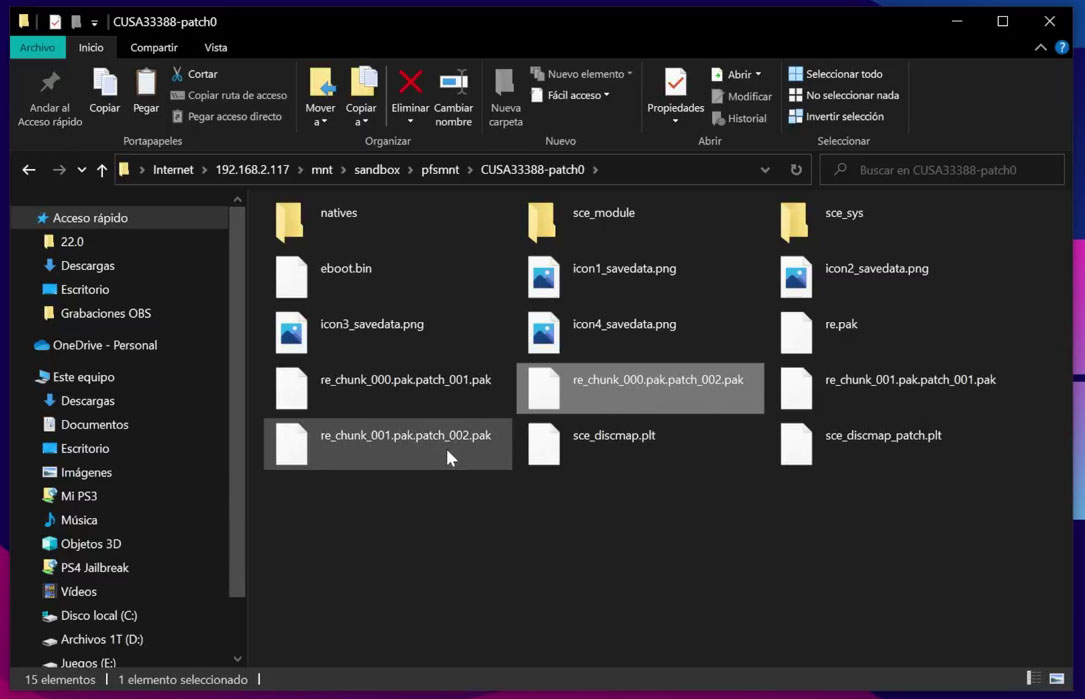 CUSA33388-patch0
Archivo Inicio Compartir Vista
Andar al
Acceso rápido
Copiar
Pegar
Cortar
Copiar ruta de acceso
Pegar acceso directo
Portapapeles
Mover
a
Copiar
a
Eliminar
Cambiar
nombre
Organizar
Nueva
carpeta
Nuevo elemento
Fácil acceso
Nuevo
Propiedades
Abrir
Modificar
Historial
Abrir
Seleccionar todo
No seleccionar nada
Invertir selección
Seleccionar
Internet > 192.168.2.117 > mnt > sandbox > pfsmnt > CUSA33388-patch0 >
Buscar en CUSA33388-patch0
Acceso rápido
22.0
Descargas
Escritorio
Grabaciones OBS
OneDrive - Personal
Este equipo
Descargas
Documentos
Escritorio
Imágenes
Mi PS3
Música
Objetos 3D
PS4 Jailbreak
Vídeos
Disco local (C:)
Archivos 1T (D:)
Juegos (E:)
natives
sce_module
sce_sys
eboot.bin
icon1_savedata.png
icon2_savedata.png
icon3_savedata.png
icon4_savedata.png
re.pak
re_chunk_000.pak.patch_001.pak
re_chunk_000.pak.patch_002.pak
re_chunk_001.pak.patch_001.pak
re_chunk_001.pak.patch_002.pak
sce_discmap.plt
sce_discmap_patch.plt
15 elementos
1 elemento seleccionado